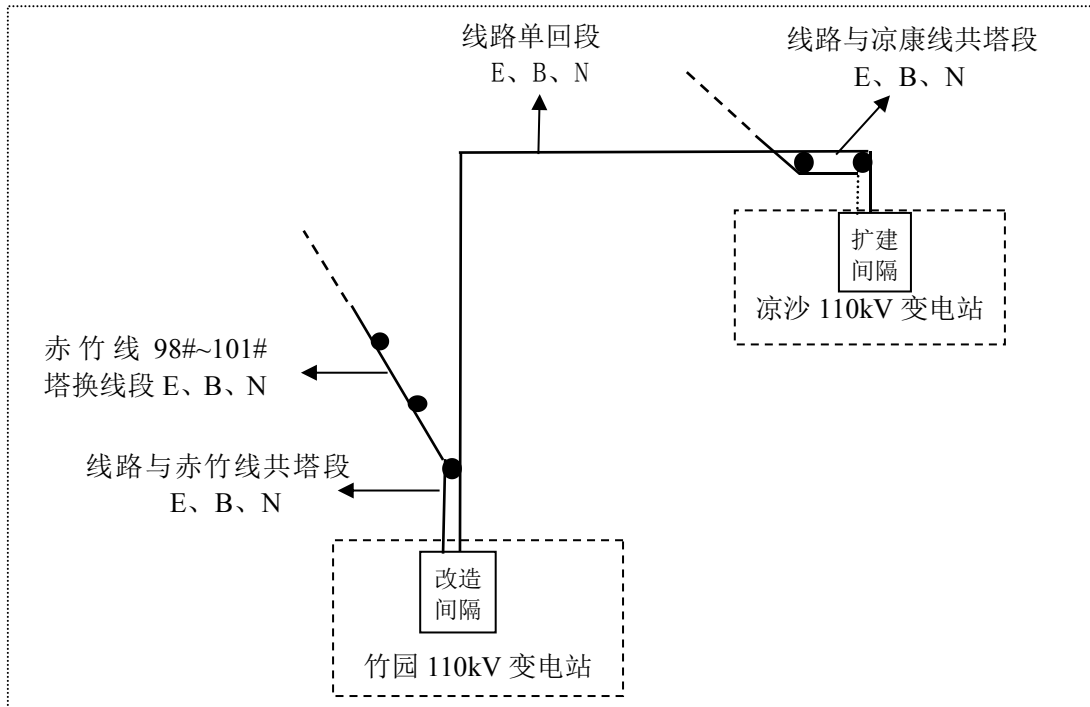 线路单回段
E、B、N
线路与凉康线共塔段
E、B、N
扩建
间隔
凉沙 110kV 变电站
赤竹线 98#~101#
塔换线段 E、B、N
线路与赤竹线共塔段
E、B、N
改造
间隔
竹园 110kV 变电站